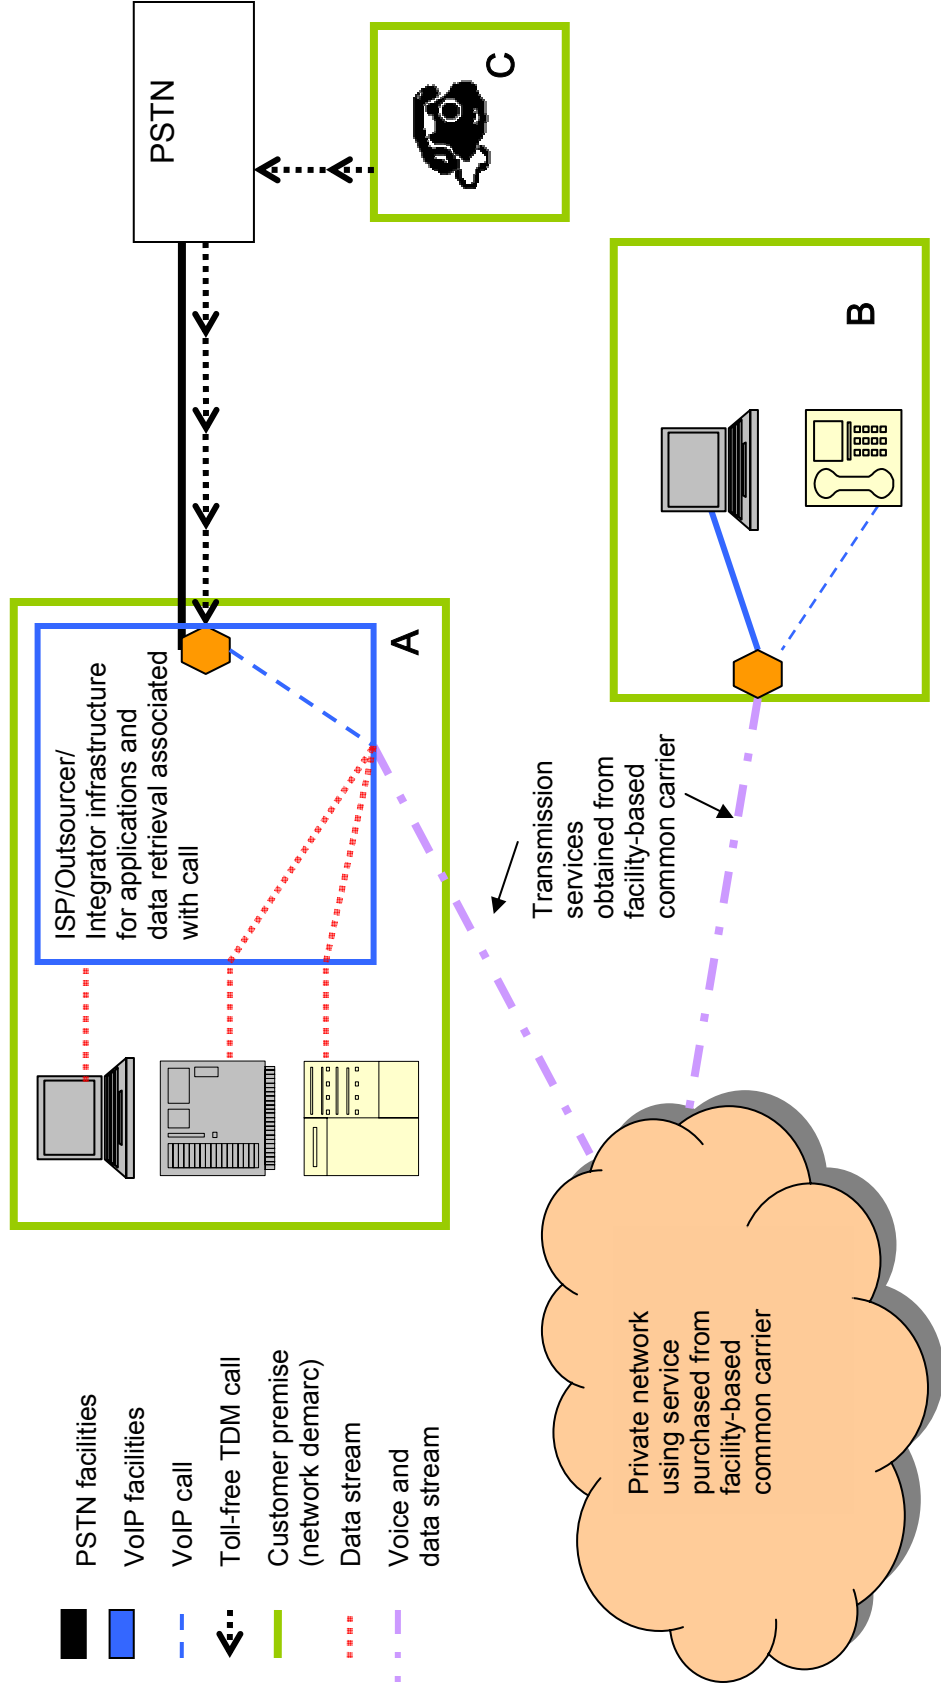 ISP/Outsourcer/
Integrator infrastructure
for applications and
data retrieval associated
with call
A
PSTN
C
B
Transmission
services
obtained from
facility-based
common carrier
Private network
using service
purchased from
facility-based
common carrier
PSTN facilities
VoIP facilities
VoIP call
Toll-free TDM call
Customer premise
(network demarc)
Data stream
Voice and
data stream